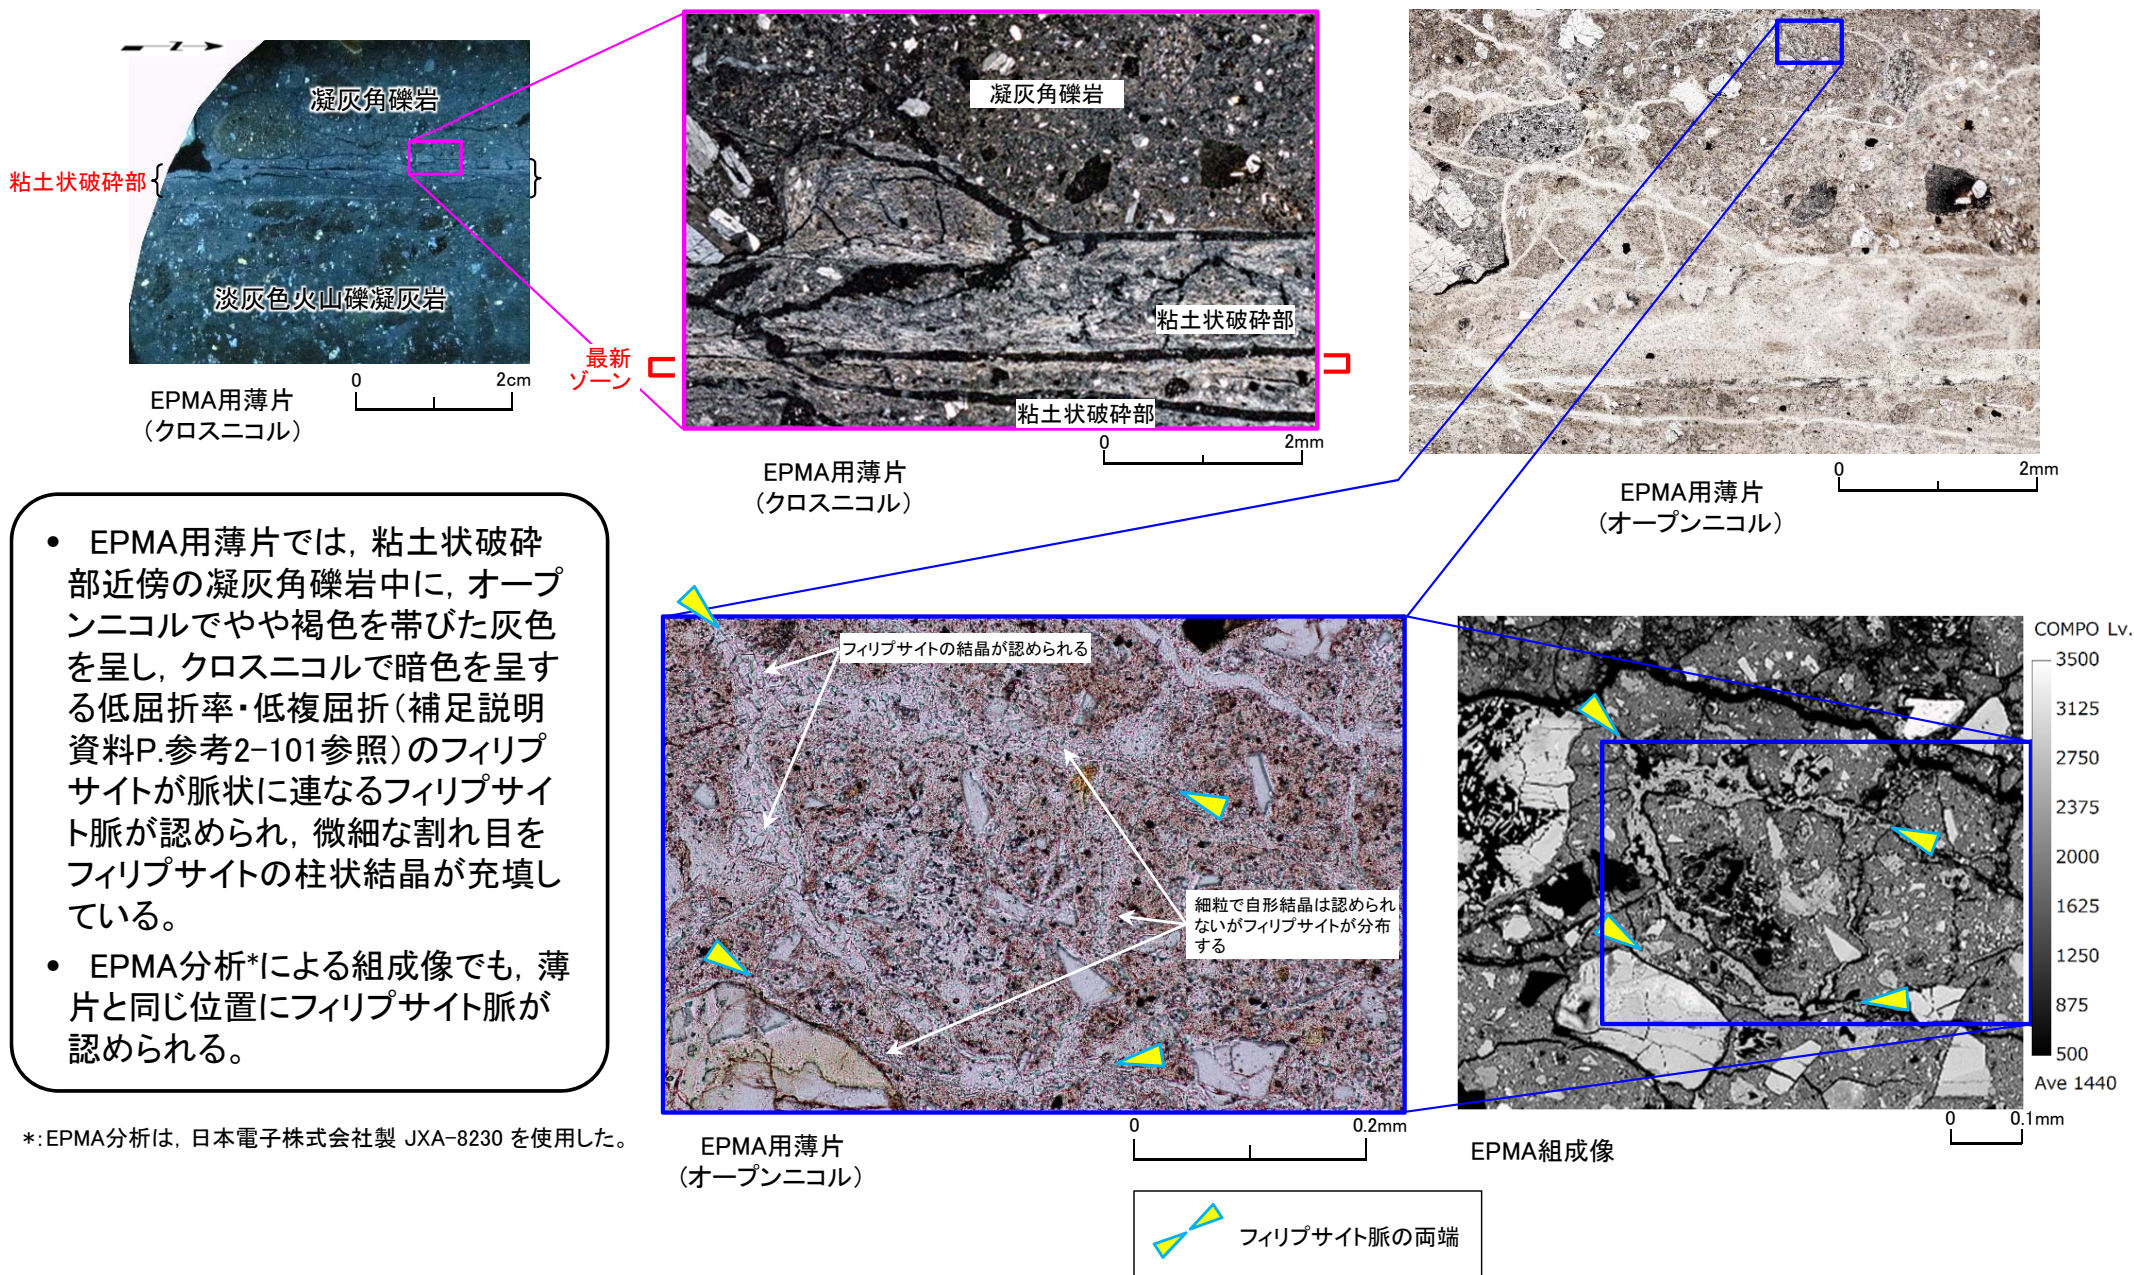 Z
凝灰角礫岩
粘土状破砕部
淡灰色火山礫凝灰岩
0 2cm
EPMA用薄片
(クロスニコル)
凝灰角礫岩
粘土状破砕部
最新
ゾーン
粘土状破砕部
0 2mm
EPMA用薄片
(クロスニコル)
0 2mm
EPMA用薄片
(オープンニコル)
• EPMA用薄片では，粘土状破砕
部近傍の凝灰角礫岩中に，オープ
ンニコルでやや褐色を帯びた灰色
を呈し，クロスニコルで暗色を呈す
る低屈折率・低複屈折（補足説明
資料P.参考2-101参照）のフィリプ
サイトが脈状に連なるフィリプサイ
ト脈が認められ，微細な割れ目を
フィリプサイトの柱状結晶が充填し
ている。
• EPMA分析*による組成像でも，薄
片と同じ位置にフィリプサイト脈が
認められる。
*:EPMA分析は，日本電子株式会社製 JXA-8230 を使用した。
フィリプサイトの結晶が認められる
細粒で自形結晶は認められ
ないがフィリプサイトが分布
する
0 0.2mm
EPMA用薄片
(オープンニコル)
COMPO Lv.
3500
3125
2750
2375
2000
1625
1250
875
500
Ave 1440
0 0.1mm
EPMA組成像
フィリプサイト脈の両端